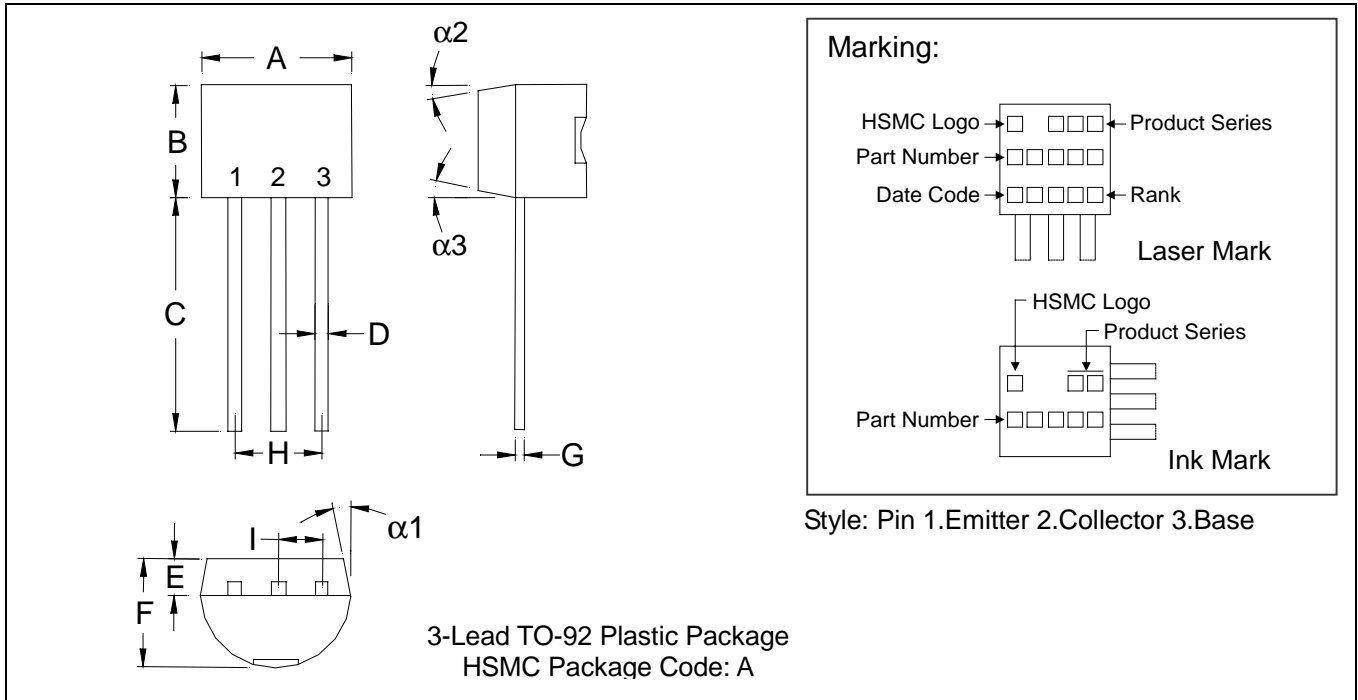 α2
A
B
1 2 3
α3
C
D
H
G
α1
I
E
F
3-Lead TO-92 Plastic Package
HSMC Package Code: A
Marking:
HSMC Logo
Product Series
Part Number
Date Code
Rank
Laser Mark
HSMC Logo
Product Series
Part Number
Ink Mark
Style: Pin 1.Emitter 2.Collector 3.Base